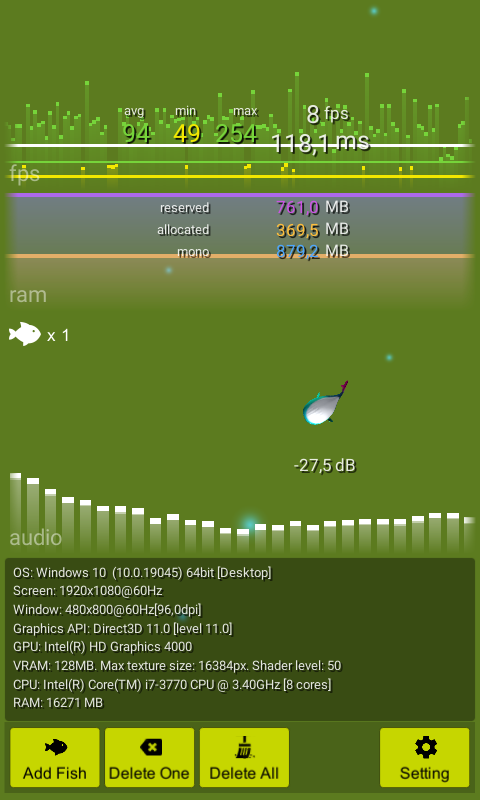 avg min max
94 49 254
8 fps
118,1 ms
fps
reserved 761,0 MB
allocated 369,5 MB
mono 879,2 MB
ram
x 1
-27,5 dB
audio
OS: Windows 10 (10.0.19045) 64bit [Desktop]
Screen: 1920x1080@60Hz
Window: 480x800@60Hz[96,0dpi]
Graphics API: Direct3D 11.0 [level 11.0]
GPU: Intel(R) HD Graphics 4000
VRAM: 128MB. Max texture size: 16384px. Shader level: 50
CPU: Intel(R) Core(TM) i7-3770 CPU @ 3.40GHz [8 cores]
RAM: 16271 MB
Add Fish Delete One Delete All Setting